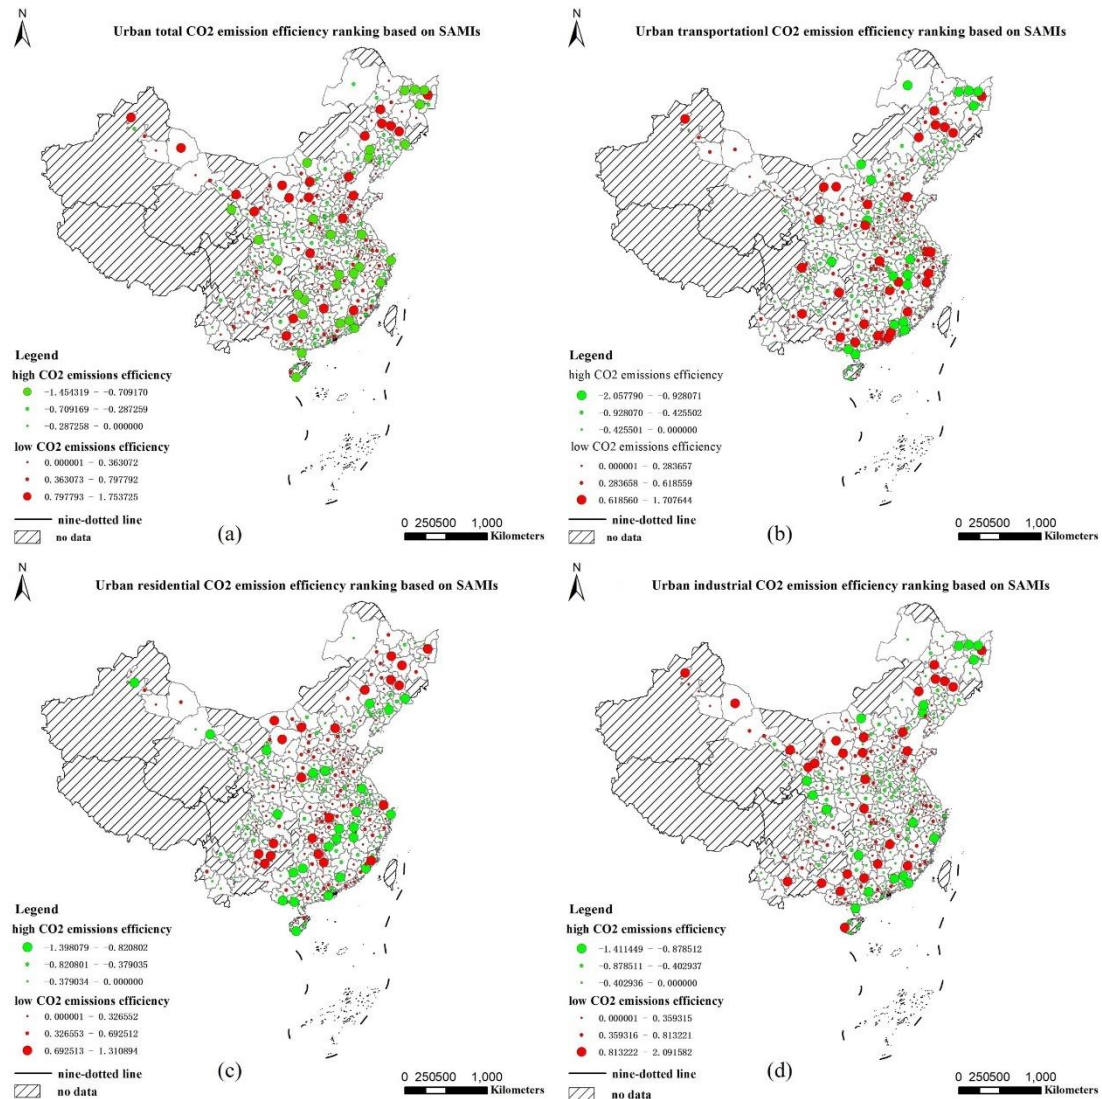 N
Urban total CO2 emission efficiency ranking based on SAMIs
Legend
high CO2 emissions efficiency
-1.454319 - -0.709170
-0.709169 - -0.287259
-0.287258 - 0.000000
low CO2 emissions efficiency
0.000001 - 0.363072
0.363073 - 0.797792
0.797793 - 1.753725
nine-dotted line
no data
(a)
0 250500 1,000
Kilometers
N
Urban transportationl CO2 emission efficiency ranking based on SAMIs
Legend
high CO2 emissions efficiency
-2.057790 - -0.928071
-0.928070 - -0.425502
-0.425501 - 0.000000
low CO2 emissions efficiency
0.000001 - 0.283657
0.283658 - 0.618559
0.618560 - 1.707644
nine-dotted line
no data
(b)
0 250500 1,000
Kilometers
N
Urban residential CO2 emission efficiency ranking based on SAMIs
Legend
high CO2 emissions efficiency
-1.398079 - -0.820802
-0.820801 - -0.379035
-0.379034 - 0.000000
low CO2 emissions efficiency
0.000001 - 0.326552
0.326553 - 0.692512
0.692513 - 1.310894
nine-dotted line
no data
(c)
0 250500 1,000
Kilometers
N
Urban industrial CO2 emission efficiency ranking based on SAMIs
Legend
high CO2 emissions efficiency
-1.411449 - -0.878512
-0.878511 - -0.402937
-0.402936 - 0.000000
low CO2 emissions efficiency
0.000001 - 0.359315
0.359316 - 0.813221
0.813222 - 2.091582
nine-dotted line
no data
(d)
0 250500 1,000
Kilometers